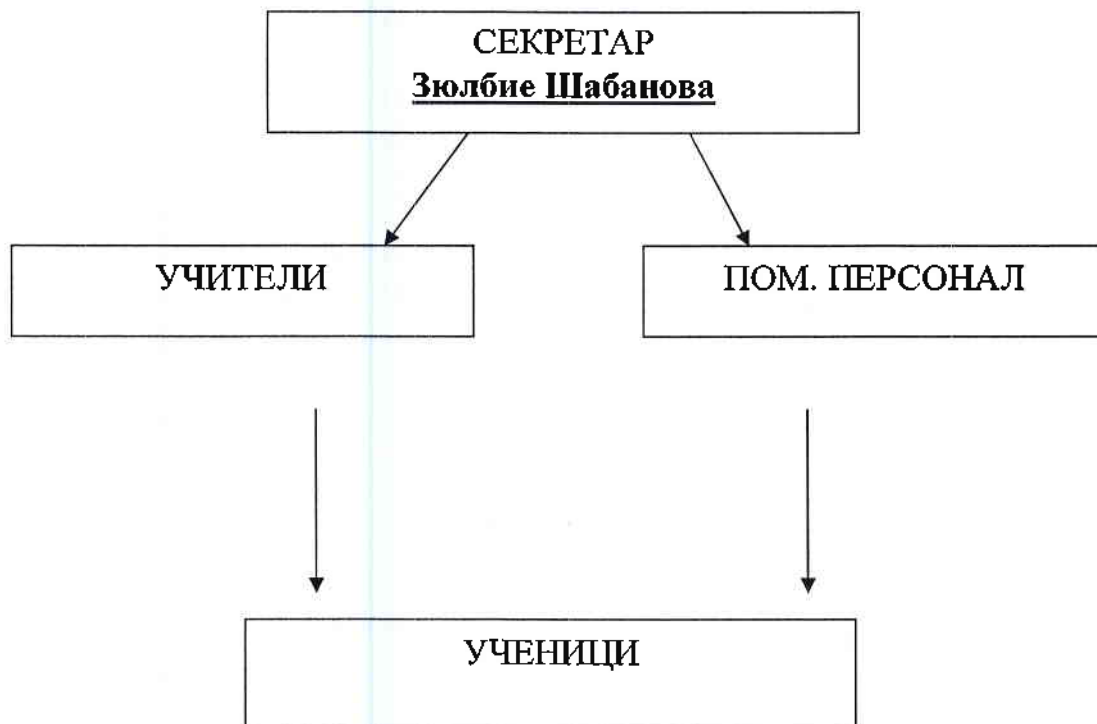 СЕКРЕТАР
Зюлбие Шабанова
УЧИТЕЛИ
ПОМ. ПЕРСОНАЛ
УЧЕНИЦИ